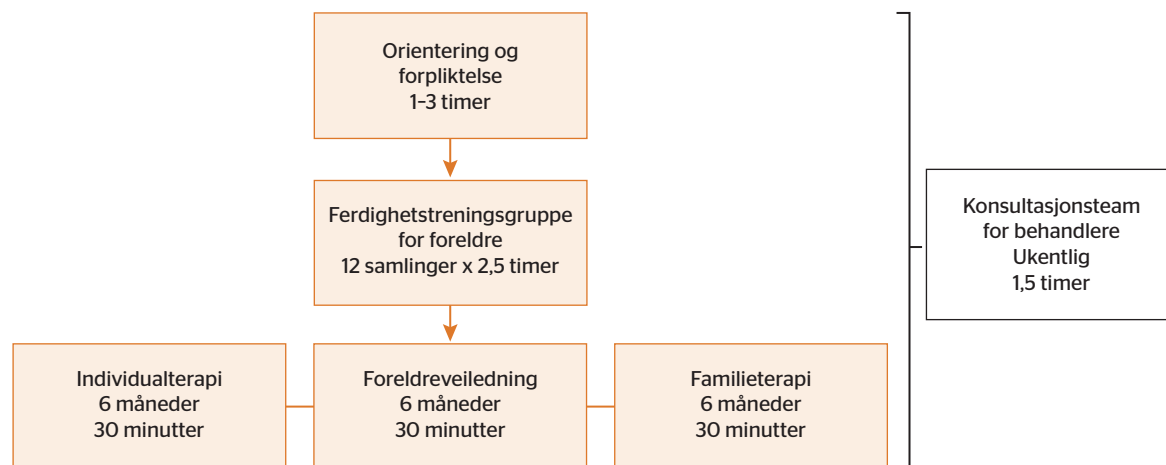 Orientering og
forpliktelse
1–3 timer
Ferdighetstreningsgruppe
for foreldre
12 samlinger x 2,5 timer
Konsultasjonsteam
for behandlere
Ukentlig
1,5 timer
Individualterapi
6 måneder
30 minutter
Foreldreveiledning
6 måneder
30 minutter
Familieterapi
6 måneder
30 minutter